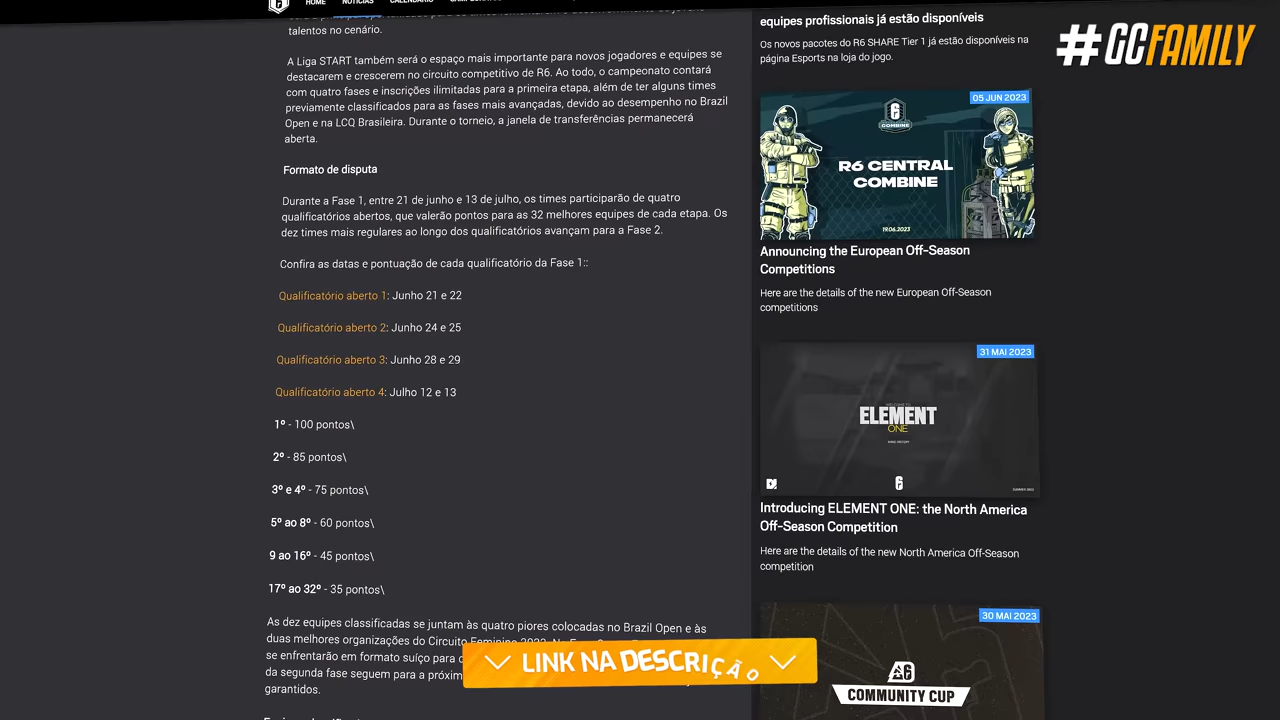 HOME NOTÍCIAS CALENDÁRIO
talentos no cenário.
A Liga START também será o espaço mais importante para novos jogadores e equipes se
destacarem e crescerem no circuito competitivo de R6. Ao todo, o campeonato contará
com quatro fases e inscrições ilimitadas para a primeira etapa, além de ter alguns times
previamente classificados para as fases mais avançadas, devido ao desempenho no Brazil
Open e na LCQ Brasileira. Durante o torneio, a janela de transferências permanecerá
aberta.
Formato de disputa
Durante a Fase 1, entre 21 de junho e 13 de julho, os times participarão de quatro
qualificatórios abertos, que valerão pontos para as 32 melhores equipes de cada etapa. Os
dez times mais regulares ao longo dos qualificatórios avançam para a Fase 2.
Confira as datas e pontuação de cada qualificatório da Fase 1::
Qualificatório aberto 1: Junho 21 e 22
Qualificatório aberto 2: Junho 24 e 25
Qualificatório aberto 3: Junho 28 e 29
Qualificatório aberto 4: Julho 12 e 13
1º - 100 pontos\
2º - 85 pontos\
3º e 4º - 75 pontos\
5º ao 8º - 60 pontos\
9 ao 16º - 45 pontos\
17º ao 32º - 35 pontos\
As dez equipes classificadas se juntam às quatro piores colocadas no Brazil Open e às
duas melhores organizações do Circuito Feminino 2023.
se enfrentarão em formato suíço para
da segunda fase seguem para a próxim
garantidos.
LINK NA DESCRIÇÃO
#GCFAMILY
equipes profissionais já estão disponíveis
Os novos pacotes do R6 SHARE Tier 1 já estão disponíveis na
página Esports na loja do jogo.
05 JUN 2023
COMBINE
R6 CENTRAL
COMBINE
19.06.2023
Announcing the European Off-Season
Competitions
Here are the details of the new European Off-Season
competitions
31 MAI 2023
ELEMENT
ONE
Introducing ELEMENT ONE: the North America
Off-Season Competition
Here are the details of the new North America Off-Season
competition
30 MAI 2023
COMMUNITY CUP